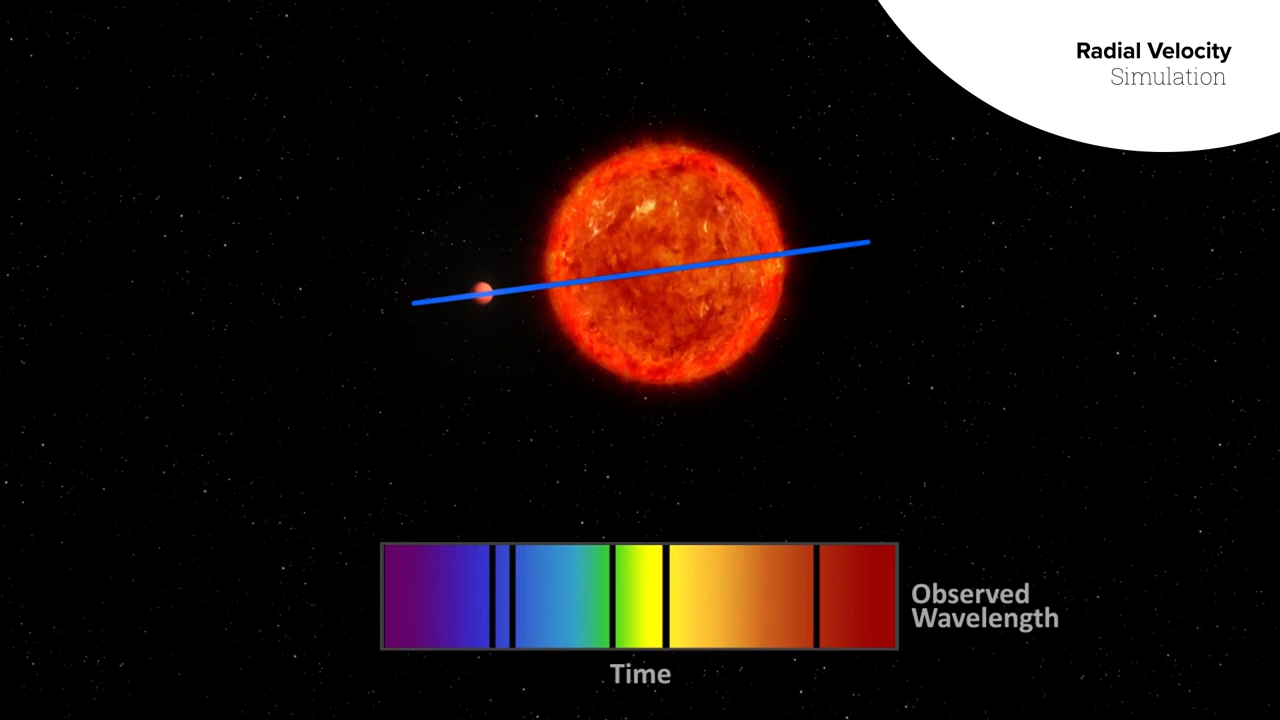 Radial Velocity
Simulation
Observed
Wavelength
Time